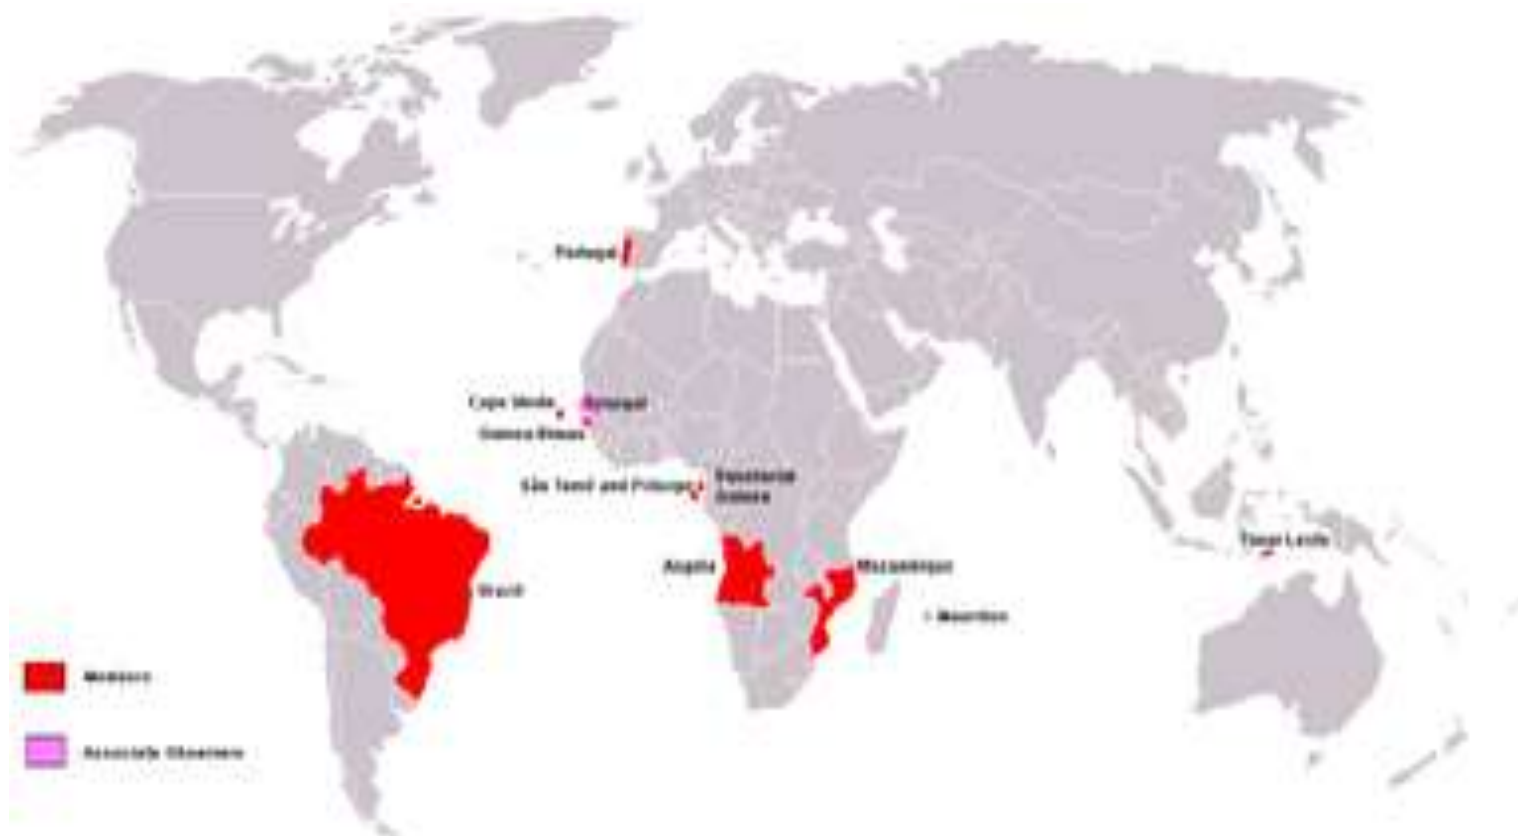 Portugal
Cape Verde
Senegal
Guinea Bissau
São Tomé and Príncipe
Equatorial
Guinea
Angola
Mozambique
Timor Leste
Brazil
Mauritius
Members
Associate Observers